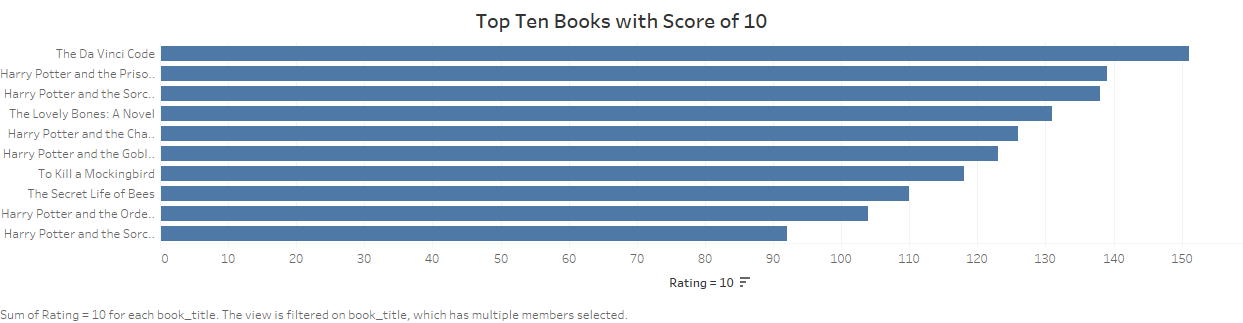 Top Ten Books with Score of 10
The Da Vinci Code
Harry Potter and the Priso..
Harry Potter and the Sorc..
The Lovely Bones: A Novel
Harry Potter and the Cha..
Harry Potter and the Gobl..
To Kill a Mockingbird
The Secret Life of Bees
Harry Potter and the Orde..
Harry Potter and the Sorc..
0 10 20 30 40 50 60 70 80 90 100 110 120 130 140 150
Rating = 10
Sum of Rating = 10 for each book_title. The view is filtered on book_title, which has multiple members selected.